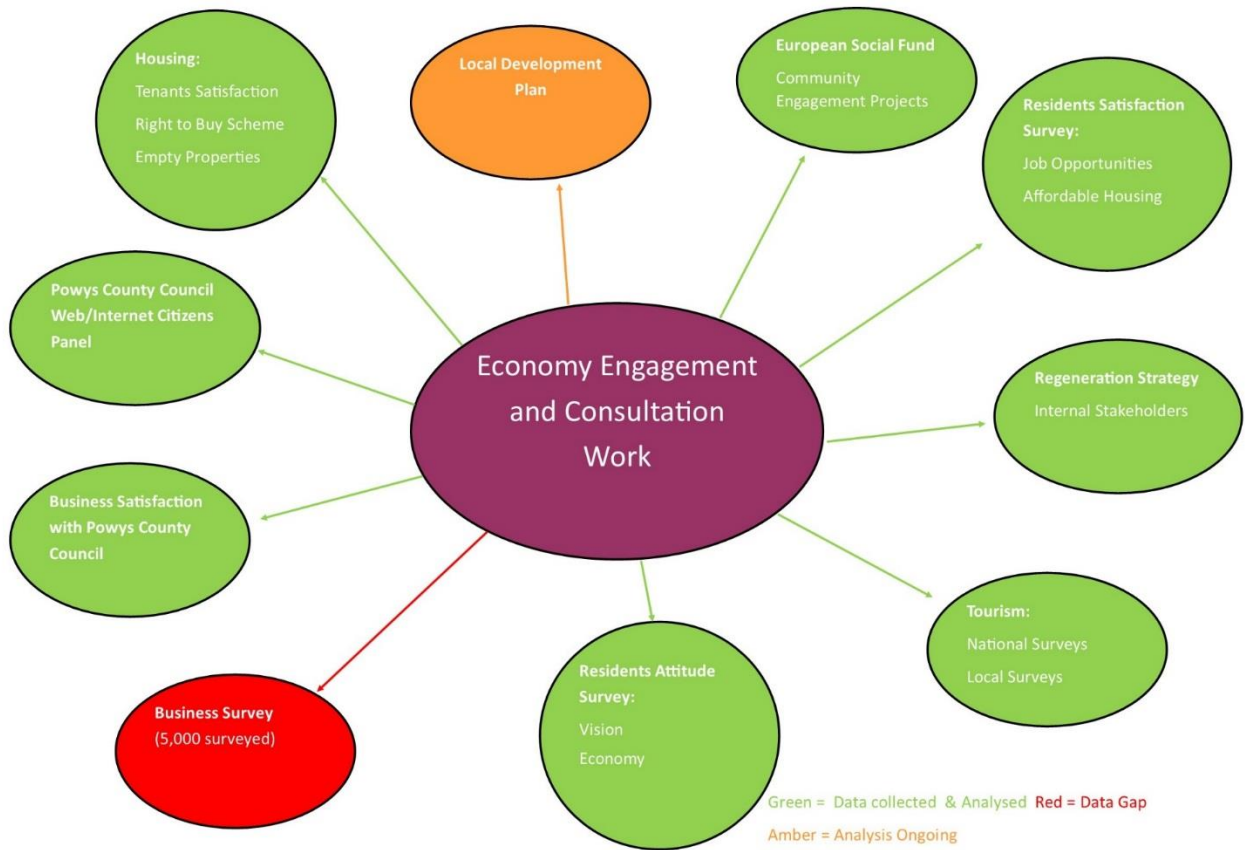 Housing:
Tenants Satisfaction
Right to Buy Scheme
Empty Properties
Local Development
Plan
European Social Fund
Community
Engagement Projects
Residents Satisfaction
Survey:
Job Opportunities
Affordable Housing
Powys County Council
Web/Internet Citizens
Panel
Economy Engagement
and Consultation
Work
Regeneration Strategy
Internal Stakeholders
Business Satisfaction
with Powys County
Council
Tourism:
National Surveys
Local Surveys
Business Survey
(5,000 surveyed)
Residents Attitude
Survey:
Vision
Economy
Green = Data collected & Analysed Red = Data Gap
Amber = Analysis Ongoing